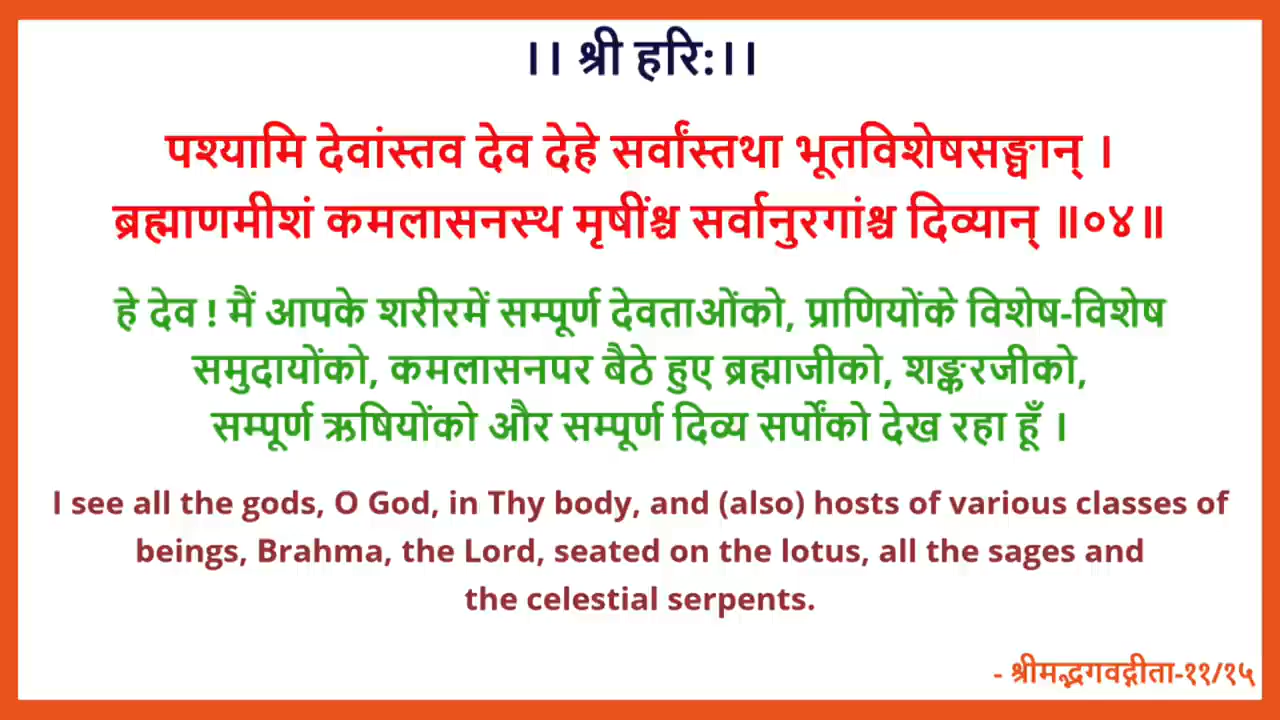 ।। श्री हरि:।।
पश्यामि देवांस्तव देव देहे सर्वांस्तथा भूतविशेषसङ्घान् ।
ब्रह्माणमीशं कमलासनस्थ मृषींश्च सर्वानुरगांश्च दिव्यान् ॥०४॥
हे देव ! मैं आपके शरीरमें सम्पूर्ण देवताओंको, प्राणियोंके विशेष-विशेष
समुदायोंको, कमलासनपर बैठे हुए ब्रह्माजीको, शङ्करजीको,
सम्पूर्ण ऋषियोंको और सम्पूर्ण दिव्य सर्पोंको देख रहा हूँ ।
I see all the gods, O God, in Thy body, and (also) hosts of various classes of
beings, Brahma, the Lord, seated on the lotus, all the sages and
the celestial serpents.
- श्रीमद्भगवद्गीता-११/१५